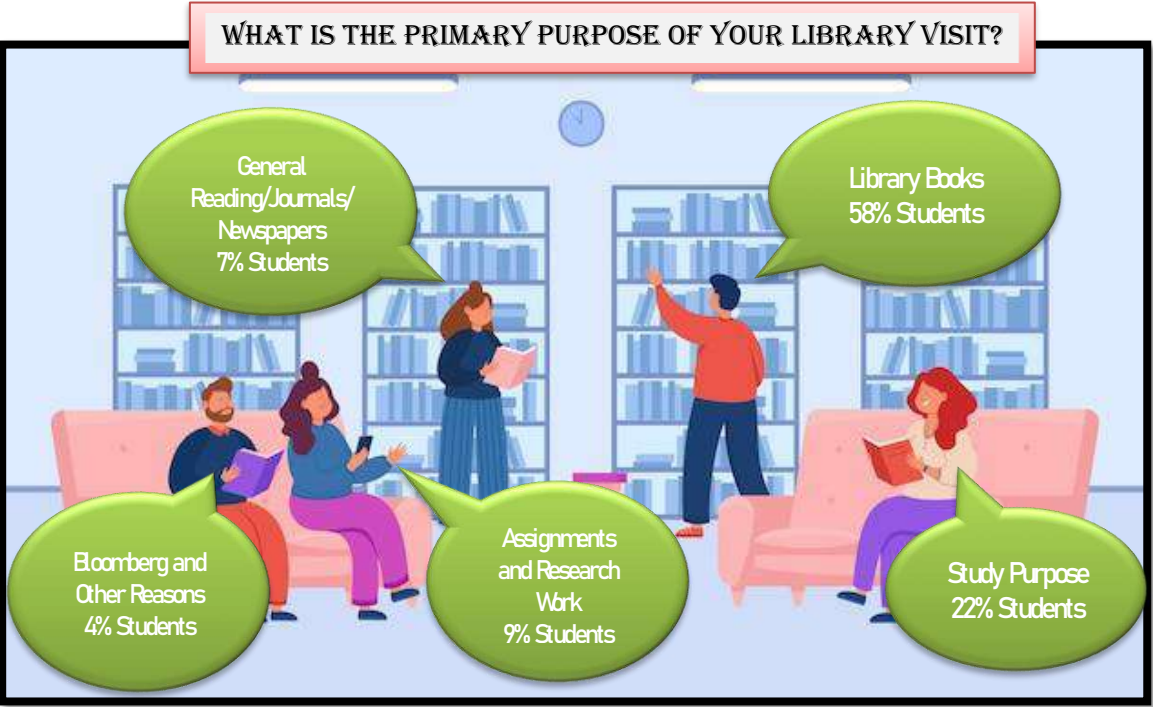 WHAT IS THE PRIMARY PURPOSE OF YOUR LIBRARY VISIT?
General
Reading/Journals/
Newspapers
7% Students
Library Books
58% Students
Bloomberg and
Other Reasons
4% Students
Assignments
and Research
Work
9% Students
Study Purpose
22% Students